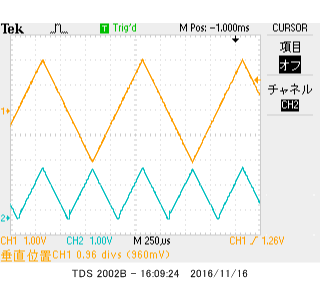 Tek T Trig'd M Pos: -1.000ms CURSOR
項目
オフ
チャネル
CH2
1→
2→
CH1 1.00V CH2 1.00V M 250µs CH1 / 1.26V
垂直位置CH1 0.96 divs (960mV)
TDS 2002B - 16:09:24 2016/11/16